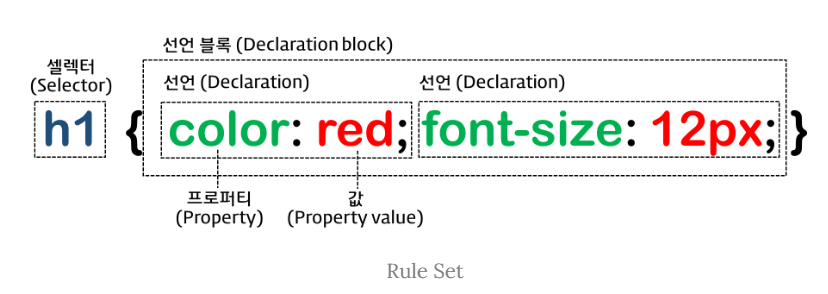 선언 블록 (Declaration block)
셀렉터
(Selector)
선언 (Declaration) 선언 (Declaration)
h1 { color: red; font-size: 12px; }
프로퍼티 값
(Property) (Property value)
Rule Set